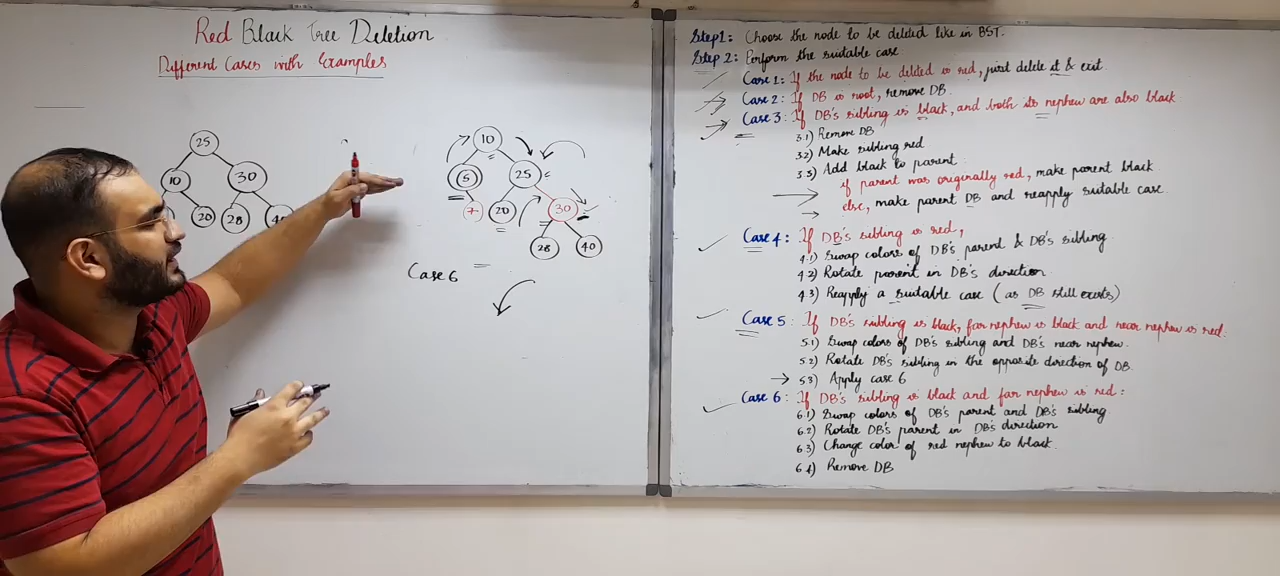 Red Black Tree Deletion
Different Cases with Examples
25
10
30
20
28
10
5
25
7
20
30
28
40
Case 6
Step1: Choose the node to be deleted like in BST.
Step 2: Perform the suitable case.
Case 1: If the node to be deleted is red, just delete it & exit.
Case 2: If DB is root, remove DB.
Case 3: If DB's sibling is black, and both its nephew are also black
3.1) Remove DB
3.2) Make sibling red
3.3) Add black to parent.
if parent was originally red, make parent black
else, make parent DB and reapply suitable case.
Case 4: If DB's sibling is red,
4.1) Swap colors of DB's parent & DB's sibling
4.2) Rotate parent in DB's direction
4.3) Reapply a suitable case (as DB still exists)
Case 5: If DB's sibling is black, far nephew is black and near nephew is red.
5.1) Swap colors of DB's sibling and DB's near nephew.
5.2) Rotate DB's sibling in the opposite direction of DB.
5.3) Apply case 6
Case 6: If DB's sibling is black and far nephew is red:
6.1) Swap colors of DB's parent and DB's sibling
6.2) Rotate DB's parent in DB's direction
6.3) Change color of red nephew to black.
6.4) Remove DB